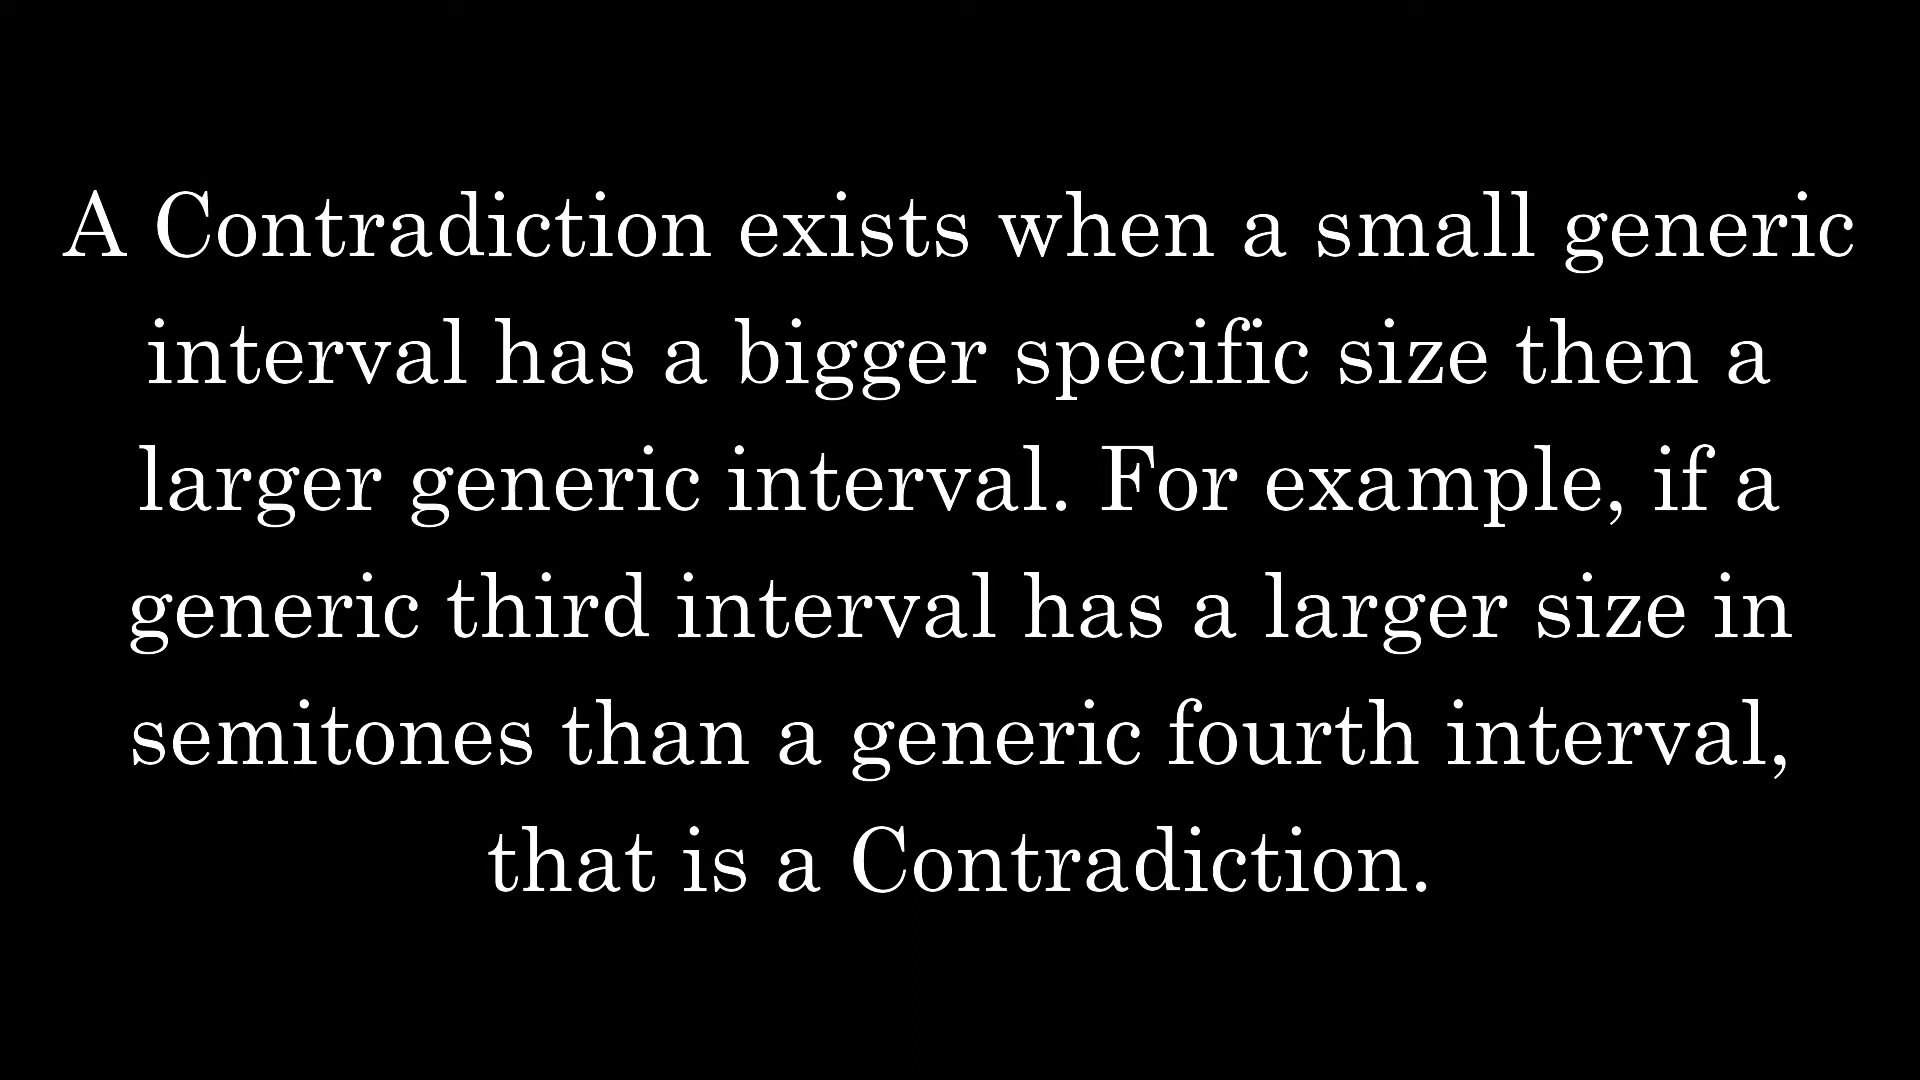 A Contradiction exists when a small generic
interval has a bigger specific size then a
larger generic interval. For example, if a
generic third interval has a larger size in
semitones than a generic fourth interval,
that is a Contradiction.